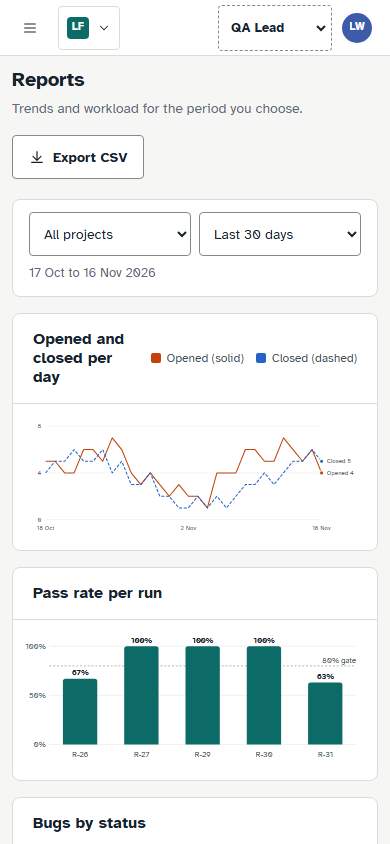 LF
QA Lead
LW
Reports
Trends and workload for the period you choose.
Export CSV
All projects
Last 30 days
17 Oct to 16 Nov 2026
Opened and
closed per
day
Opened (solid)
Closed (dashed)
8
4
0
Closed 5
Opened 4
18 Oct
2 Nov
16 Nov
Pass rate per run
100%
50%
0%
67%
100%
100%
100%
63%
80% gate
R-26
R-27
R-29
R-30
R-31
Bugs by status